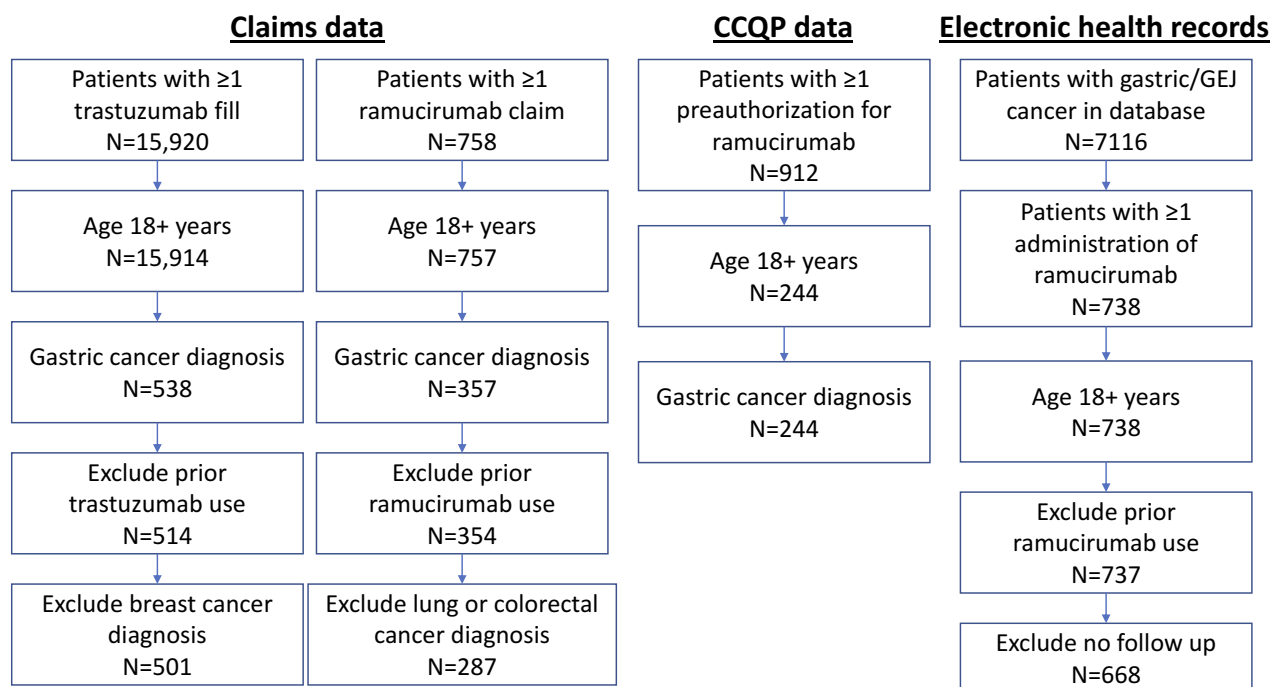 Claims data
Patients with ≥1
trastuzumab fill
N=15,920
Age 18+ years
N=15,914
Gastric cancer diagnosis
N=538
Exclude prior
trastuzumab use
N=514
Exclude breast cancer
diagnosis
N=501
Patients with ≥1
ramucirumab claim
N=758
Age 18+ years
N=757
Gastric cancer diagnosis
N=357
Exclude prior
ramucirumab use
N=354
Exclude lung or colorectal
cancer diagnosis
N=287
CCQP data
Patients with ≥1
preauthorization for
ramucirumab
N=912
Age 18+ years
N=244
Gastric cancer diagnosis
N=244
Electronic health records
Patients with gastric/GEJ
cancer in database
N=7116
Patients with ≥1
administration of
ramucirumab
N=738
Age 18+ years
N=738
Exclude prior
ramucirumab use
N=737
Exclude no follow up
N=668